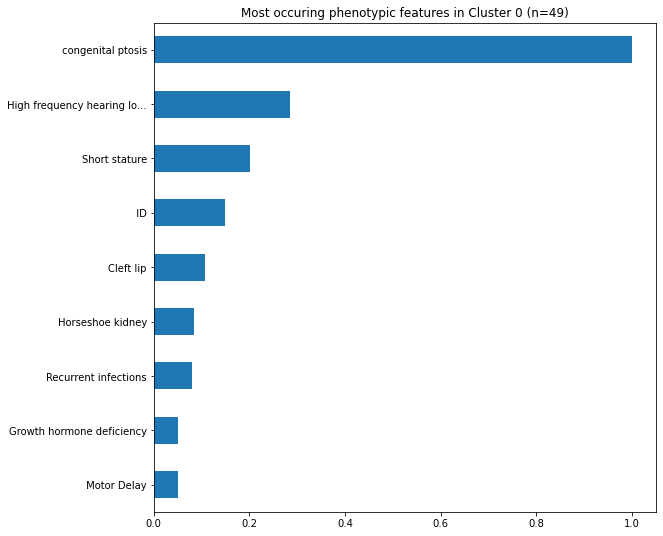 Most occuring phenotypic features in Cluster 0 (n=49)
congenital ptosis
High frequency hearing lo...
Short stature
ID
Cleft lip
Horseshoe kidney
Recurrent infections
Growth hormone deficiency
Motor Delay
0.0 0.2 0.4 0.6 0.8 1.0